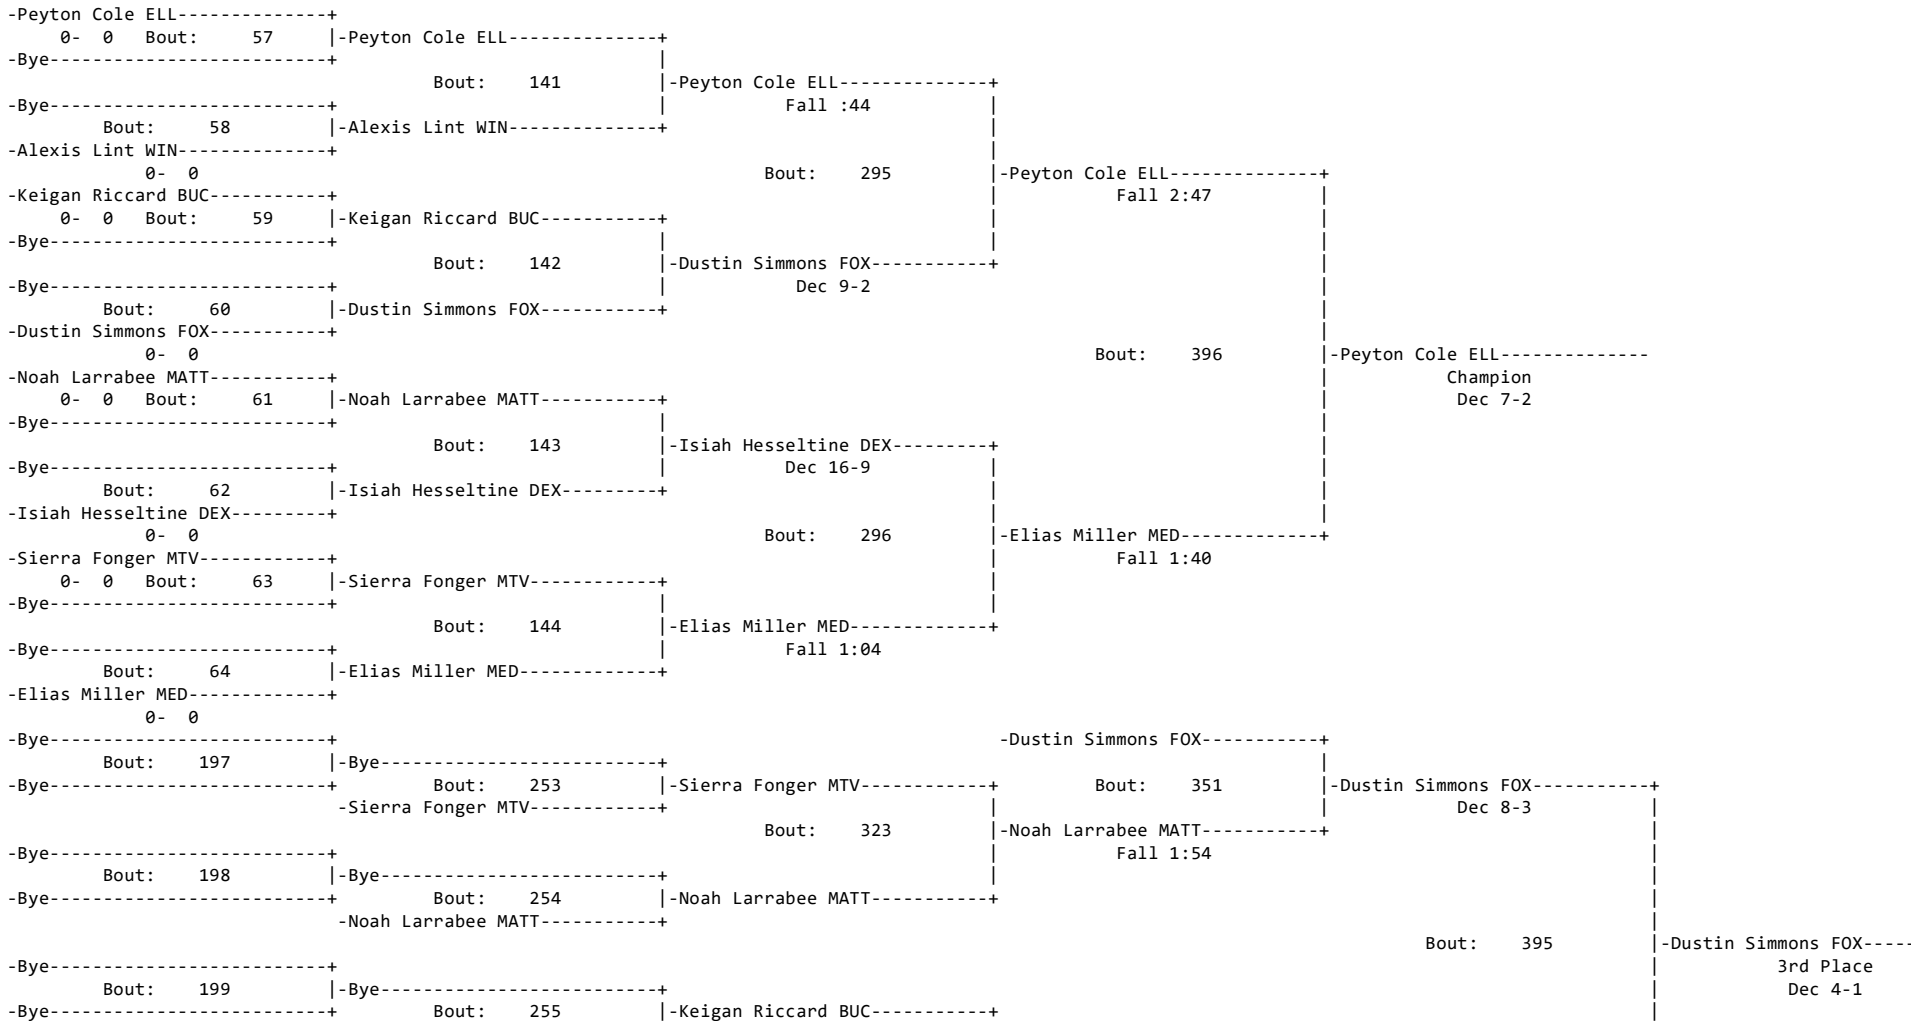 -Peyton Cole ELL--------------+
     0-  0   Bout:     57     |-Peyton Cole ELL--------------+
-Bye--------------------------+                              |
                                        Bout:    141         |-Peyton Cole ELL--------------+
-Bye--------------------------+                              |           Fall :44           |
         Bout:     58         |-Alexis Lint WIN--------------+                              |
-Alexis Lint WIN--------------+                                                             |
             0-  0                                                     Bout:    295         |-Peyton Cole ELL--------------+
-Keigan Riccard BUC-----------+                                                             |           Fall 2:47          |
     0-  0   Bout:     59     |-Keigan Riccard BUC-----------+                              |                              |
-Bye--------------------------+                              |                              |                              |
                                        Bout:    142         |-Dustin Simmons FOX-----------+                              |
-Bye--------------------------+                              |            Dec 9-2                                          |
         Bout:     60         |-Dustin Simmons FOX-----------+                                                             |
-Dustin Simmons FOX-----------+                                                                                            |
             0-  0                                                                                    Bout:    396         |-Peyton Cole ELL--------------
-Noah Larrabee MATT-----------+                                                                                            |           Champion
     0-  0   Bout:     61     |-Noah Larrabee MATT-----------+                                                             |            Dec 7-2
-Bye--------------------------+                              |                                                             |
                                        Bout:    143         |-Isiah Hesseltine DEX---------+                              |
-Bye--------------------------+                              |           Dec 16-9           |                              |
         Bout:     62         |-Isiah Hesseltine DEX---------+                              |                              |
-Isiah Hesseltine DEX---------+                                                             |                              |
             0-  0                                                     Bout:    296         |-Elias Miller MED-------------+
-Sierra Fonger MTV------------+                                                             |           Fall 1:40
     0-  0   Bout:     63     |-Sierra Fonger MTV------------+                              |
-Bye--------------------------+                              |                              |
                                        Bout:    144         |-Elias Miller MED-------------+
-Bye--------------------------+                              |           Fall 1:04
         Bout:     64         |-Elias Miller MED-------------+
-Elias Miller MED-------------+
             0-  0
-Bye--------------------------+                                                              -Dustin Simmons FOX-----------+
         Bout:    197         |-Bye--------------------------+                                                             |
-Bye--------------------------+         Bout:    253         |-Sierra Fonger MTV------------+         Bout:    351         |-Dustin Simmons FOX-----------+
                               -Sierra Fonger MTV------------+                              |                              |            Dec 8-3           |
                                                                       Bout:    323         |-Noah Larrabee MATT-----------+                              |
-Bye--------------------------+                                                             |           Fall 1:54                                         |
         Bout:    198         |-Bye--------------------------+                              |                                                             |
-Bye--------------------------+         Bout:    254         |-Noah Larrabee MATT-----------+                                                             |
                               -Noah Larrabee MATT-----------+                                                                                            |
                                                                                                                                     Bout:    395         |-Dustin Simmons FOX-----
-Bye--------------------------+                                                                                                                           |           3rd Place
         Bout:    199         |-Bye--------------------------+                                                                                            |            Dec 4-1
-Bye--------------------------+         Bout:    255         |-Keigan Riccard BUC-----------+                                                             |